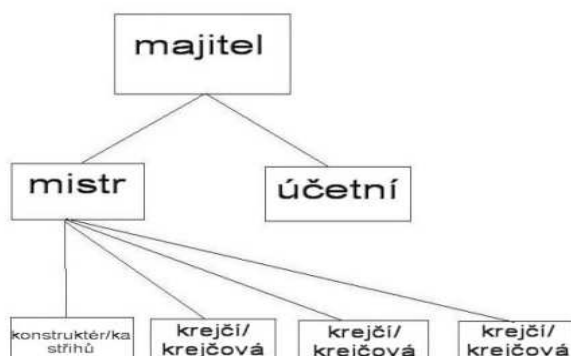 majitel
mistr
účetní
konstruktér/ka
střihů
krejčí/
krejčová
krejčí/
krejčová
krejčí/
krejčová